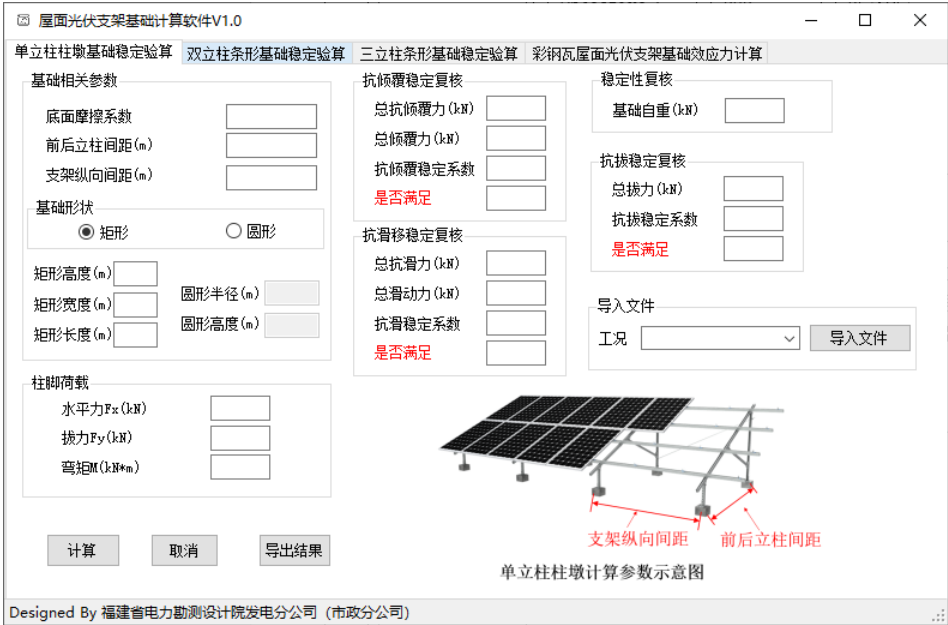 屋面光伏支架基础计算软件V1.0
单立柱柱墩基础稳定验算 双立柱条形基础稳定验算 三立柱条形基础稳定验算 彩钢瓦屋面光伏支架基础效应力计算
基础相关参数
底面摩擦系数
前后立柱间距(m)
支架纵向间距(m)
基础形状
矩形 圆形
矩形高度(m)
矩形宽度(m)
矩形长度(m)
圆形半径(m)
圆形高度(m)
柱脚荷载
水平力Fx(kN)
拔力Fy(kN)
弯矩M(kN*m)
计算 取消 导出结果
抗倾覆稳定复核
总抗倾覆力(kN)
总倾覆力(kN)
抗倾覆稳定系数
是否满足
抗滑移稳定复核
总抗滑力(kN)
总滑动力(kN)
抗滑稳定系数
是否满足
稳定性复核
基础自重(kN)
抗拔稳定复核
总拔力(kN)
抗拔稳定系数
是否满足
导入文件
工况 导入文件
支架纵向间距 前后立柱间距
单立柱柱墩计算参数示意图
Designed By 福建省电力勘测设计院发电分公司（市政分公司）